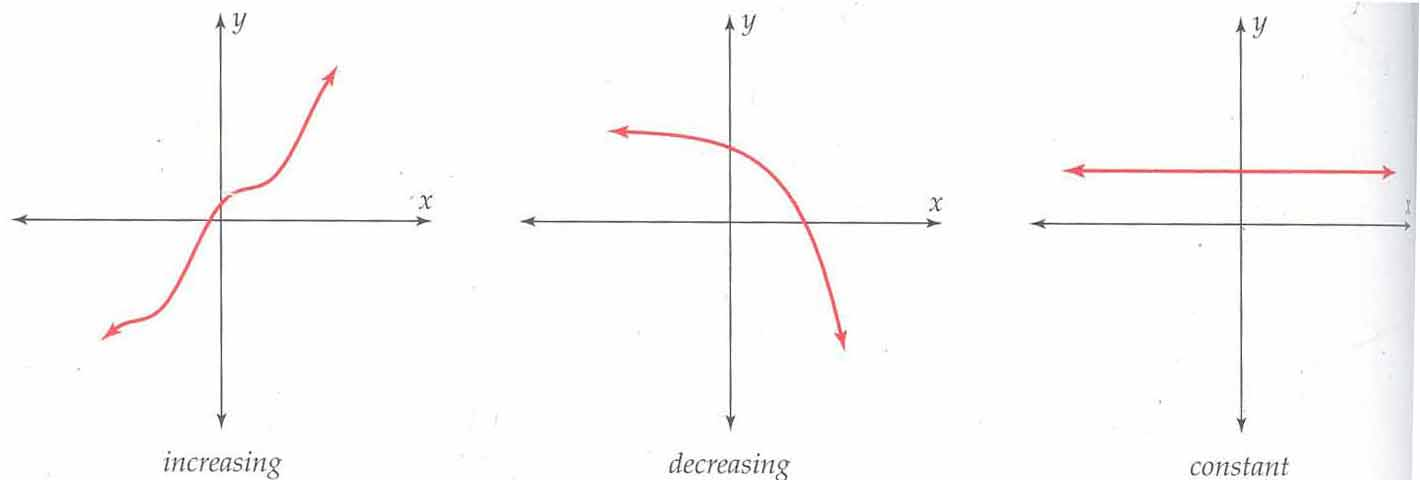 y y y
x x x
increasing decreasing constant